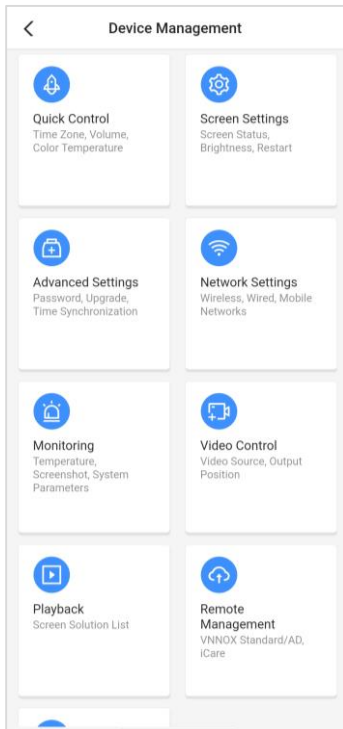 Device Management
Quick Control
Time Zone, Volume,
Color Temperature
Screen Settings
Screen Status,
Brightness, Restart
Advanced Settings
Password, Upgrade,
Time Synchronization
Network Settings
Wireless, Wired, Mobile
Networks
Monitoring
Temperature,
Screenshot, System
Parameters
Video Control
Video Source, Output
Position
Playback
Screen Solution List
Remote
Management
VNNOX Standard/AD,
iCare